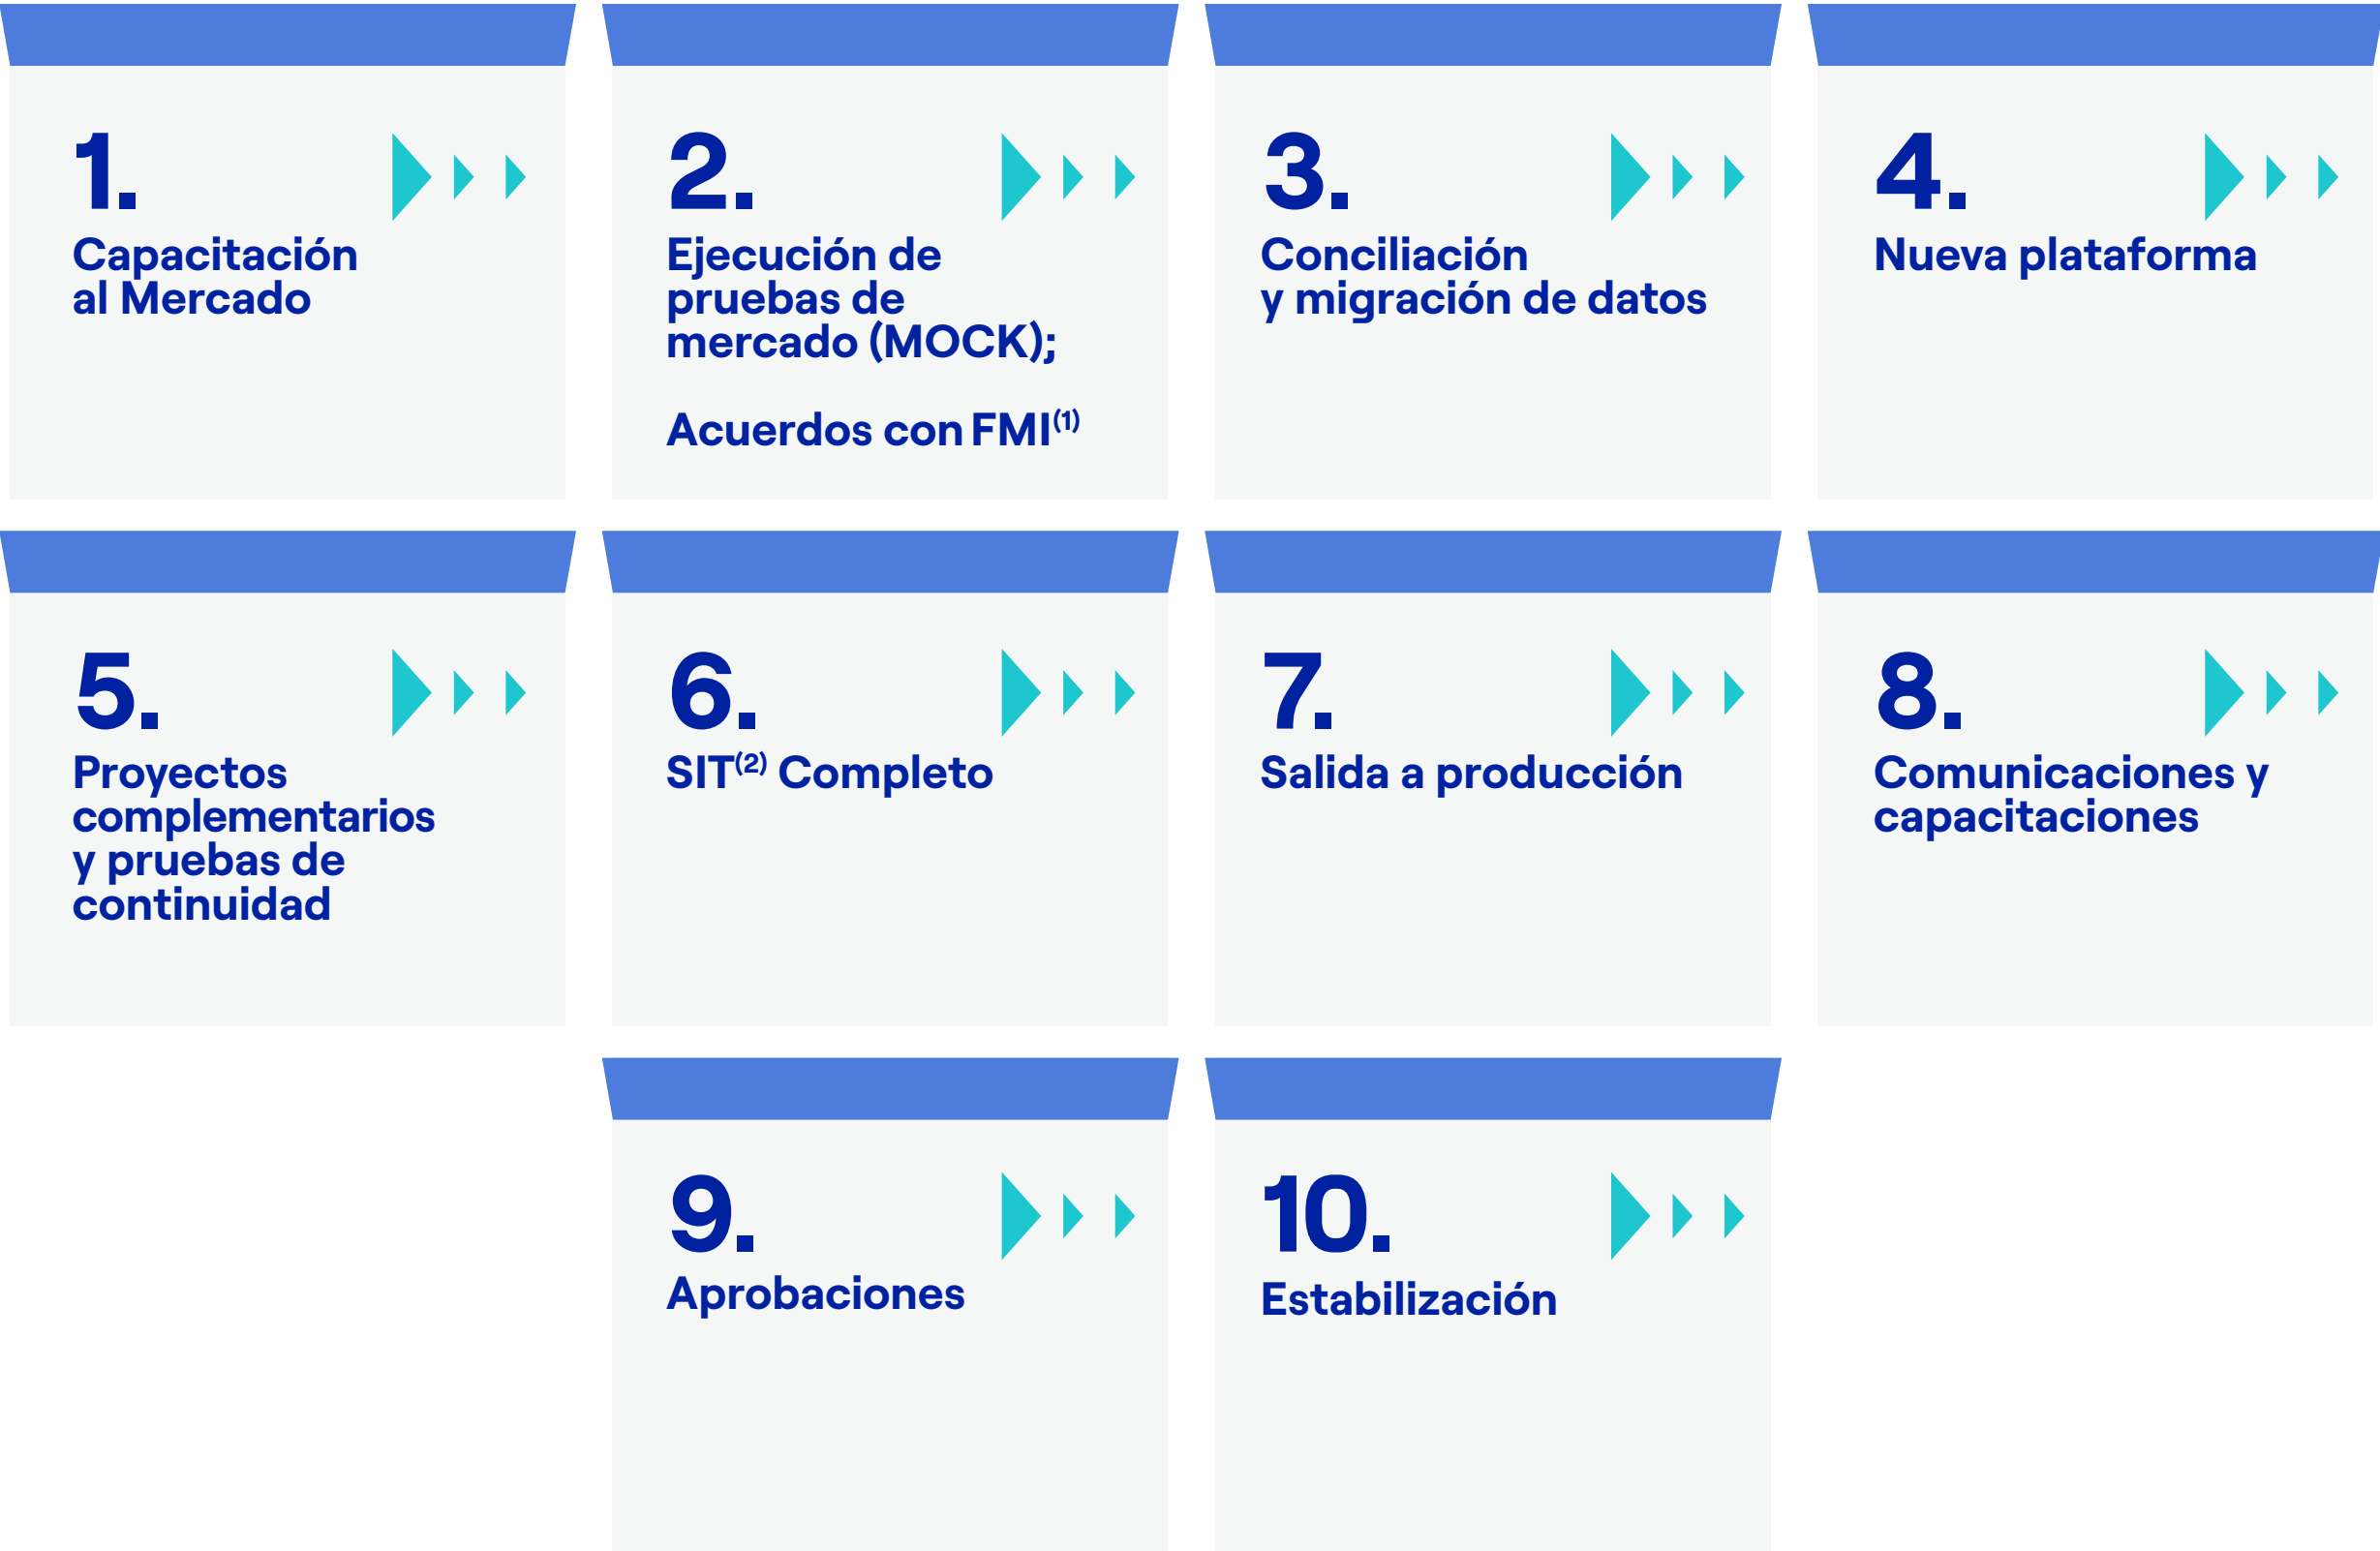 1.
Capacitación
al Mercado
2.
Ejecución de
pruebas de
mercado (MOCK);
Acuerdos con FMI(1)
3.
Conciliación
y migración de datos
4.
Nueva plataforma
5.
Proyectos
complementarios
y pruebas de
continuidad
6.
SIT(2) Completo
7.
Salida a producción
8.
Comunicaciones y
capacitaciones
9.
Aprobaciones
10.
Estabilización